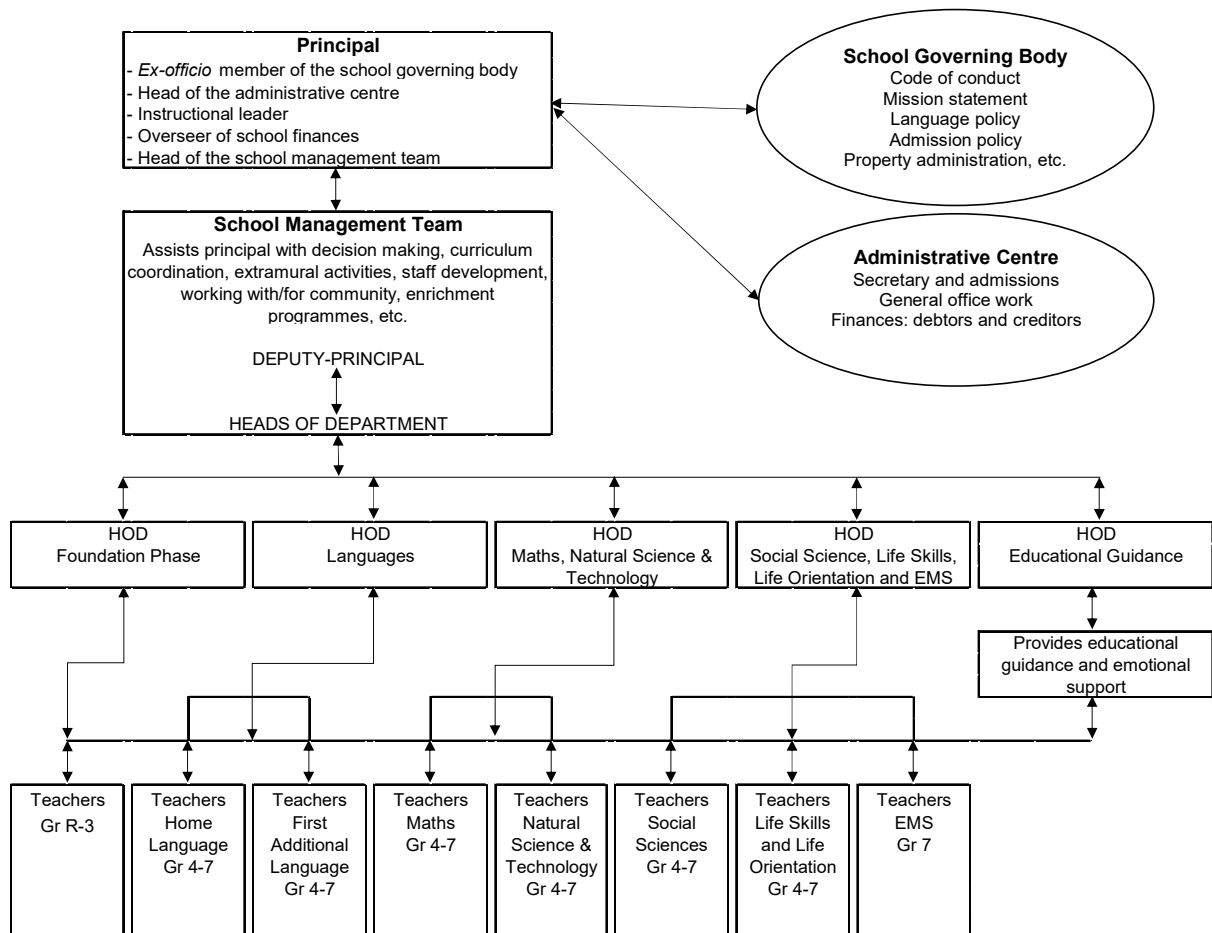 Principal
- Ex-officio member of the school governing body
- Head of the administrative centre
- Instructional leader
- Overseer of school finances
- Head of the school management team
School Governing Body
Code of conduct
Mission statement
Language policy
Admission policy
Property administration, etc.
School Management Team
Assists principal with decision making, curriculum
coordination, extramural activities, staff development,
working with/for community, enrichment
programmes, etc.
DEPUTY-PRINCIPAL
HEADS OF DEPARTMENT
Administrative Centre
Secretary and admissions
General office work
Finances: debtors and creditors
HOD
Foundation Phase
HOD
Languages
HOD
Maths, Natural Science &
Technology
HOD
Social Science, Life Skills,
Life Orientation and EMS
HOD
Educational Guidance
Provides educational
guidance and emotional
support
Teachers
Gr R-3
Teachers
Home
Language
Gr 4-7
Teachers
First
Additional
Language
Gr 4-7
Teachers
Maths
Gr 4-7
Teachers
Natural
Science &
Technology
Gr 4-7
Teachers
Social
Sciences
Gr 4-7
Teachers
Life Skills
and Life
Orientation
Gr 4-7
Teachers
EMS
Gr 7